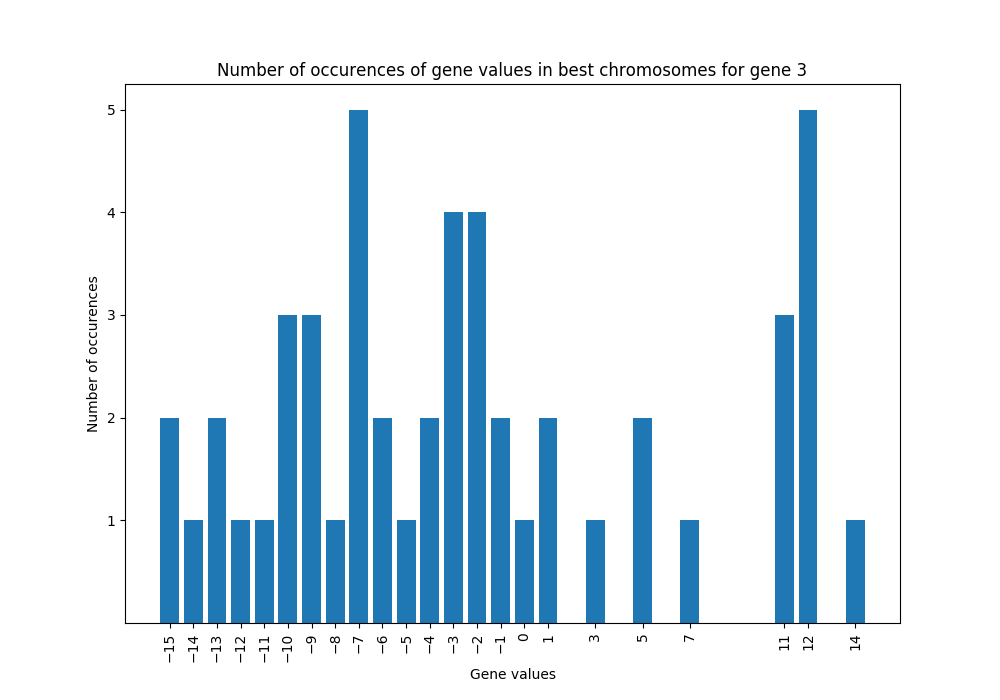 Number of occurences of gene values in best chromosomes for gene 3
Number of occurences
5
4
3
2
1
−15 −14 −13 −12 −11 −10 −9 −8 −7 −6 −5 −4 −3 −2 −1 0 1 3 5 7 11 12 14
Gene values